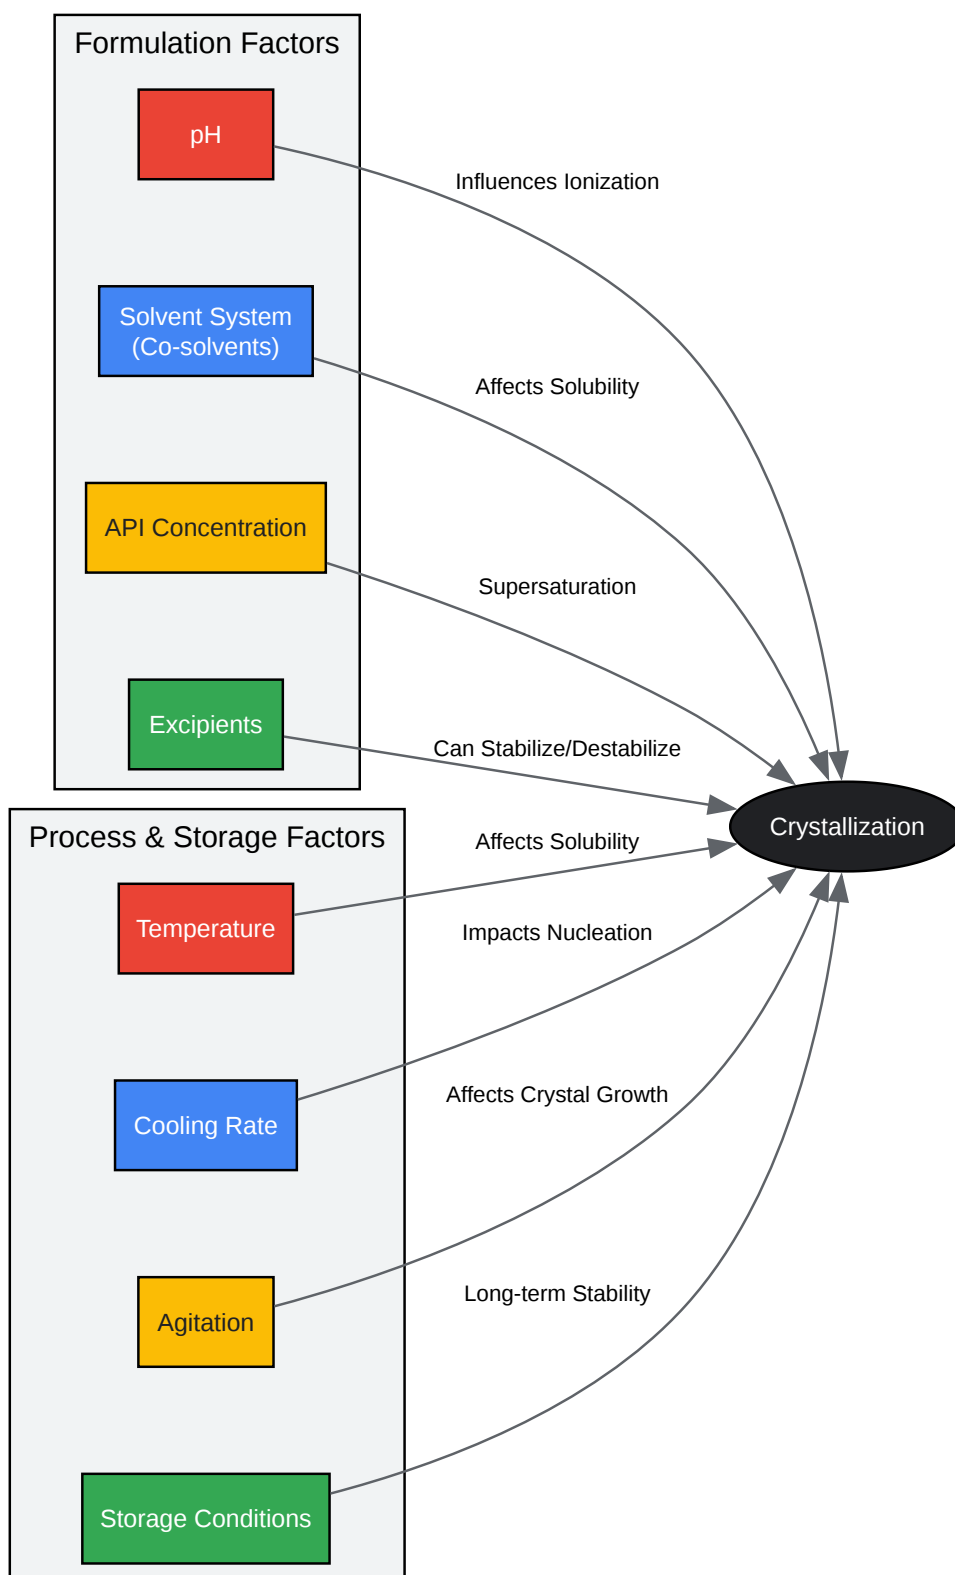 Formulation Factors
pH
Influences Ionization
Solvent System
(Co-solvents)
Affects Solubility
API Concentration
Supersaturation
Excipients
Can Stabilize/Destabilize
Crystallization
Process & Storage Factors
Temperature
Affects Solubility
Cooling Rate
Impacts Nucleation
Agitation
Affects Crystal Growth
Storage Conditions
Long-term Stability